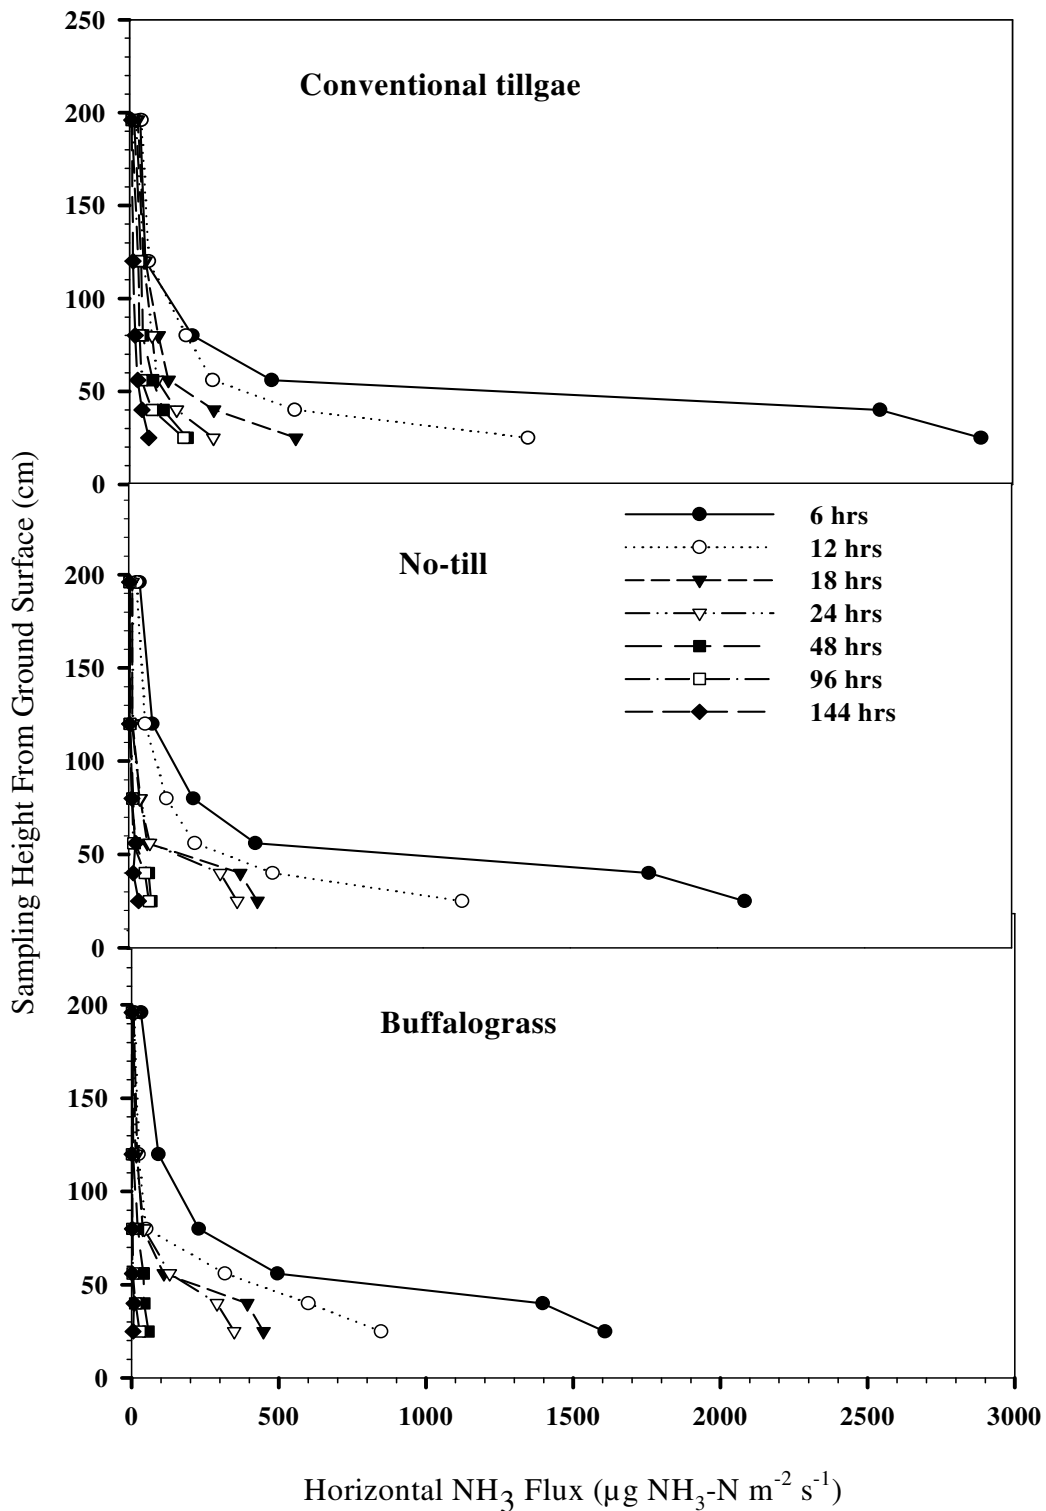 250
Conventional tillgae
200
150
100
50
0
6 hrs
12 hrs
No-till
200
18 hrs
24 hrs
48 hrs
150
96 hrs
144 hrs
100
50
0
Sampling Height From Ground Surface (cm)
200
Buffalograss
150
100
50
0
0 500 1000 1500 2000 2500 3000
Horizontal NH3 Flux (µg NH3-N m-2 s-1)